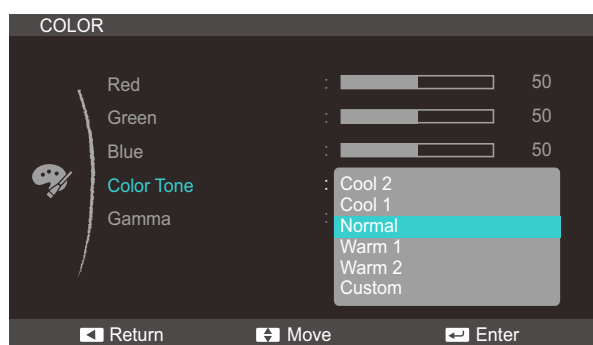 COLOR
Red : 50
Green : 50
Blue : 50
Color Tone : Cool 2
Cool 1
Gamma : Normal
Warm 1
Warm 2
Custom
Return Move Enter